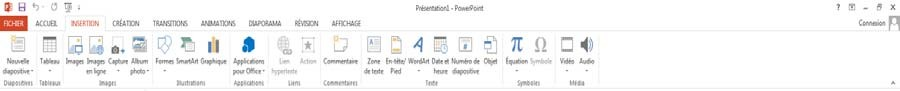 Présentation1 - PowerPoint
FICHIER ACCUEIL INSERTION CRÉATION TRANSITIONS ANIMATIONS DIAPORAMA RÉVISION AFFICHAGE Connexion
Nouvelle diapositive Tableau Images Images en ligne Capture Album photo Formes SmartArt Graphique Applications pour Office Lien hypertexte Action Commentaire Zone de texte En-tête/ Pied WordArt Date et heure Numéro de diapositive Objet Équation Symbole Vidéo Audio
Diapositives Tableaux Images Illustrations Applications Liens Commentaires Texte Symboles Média